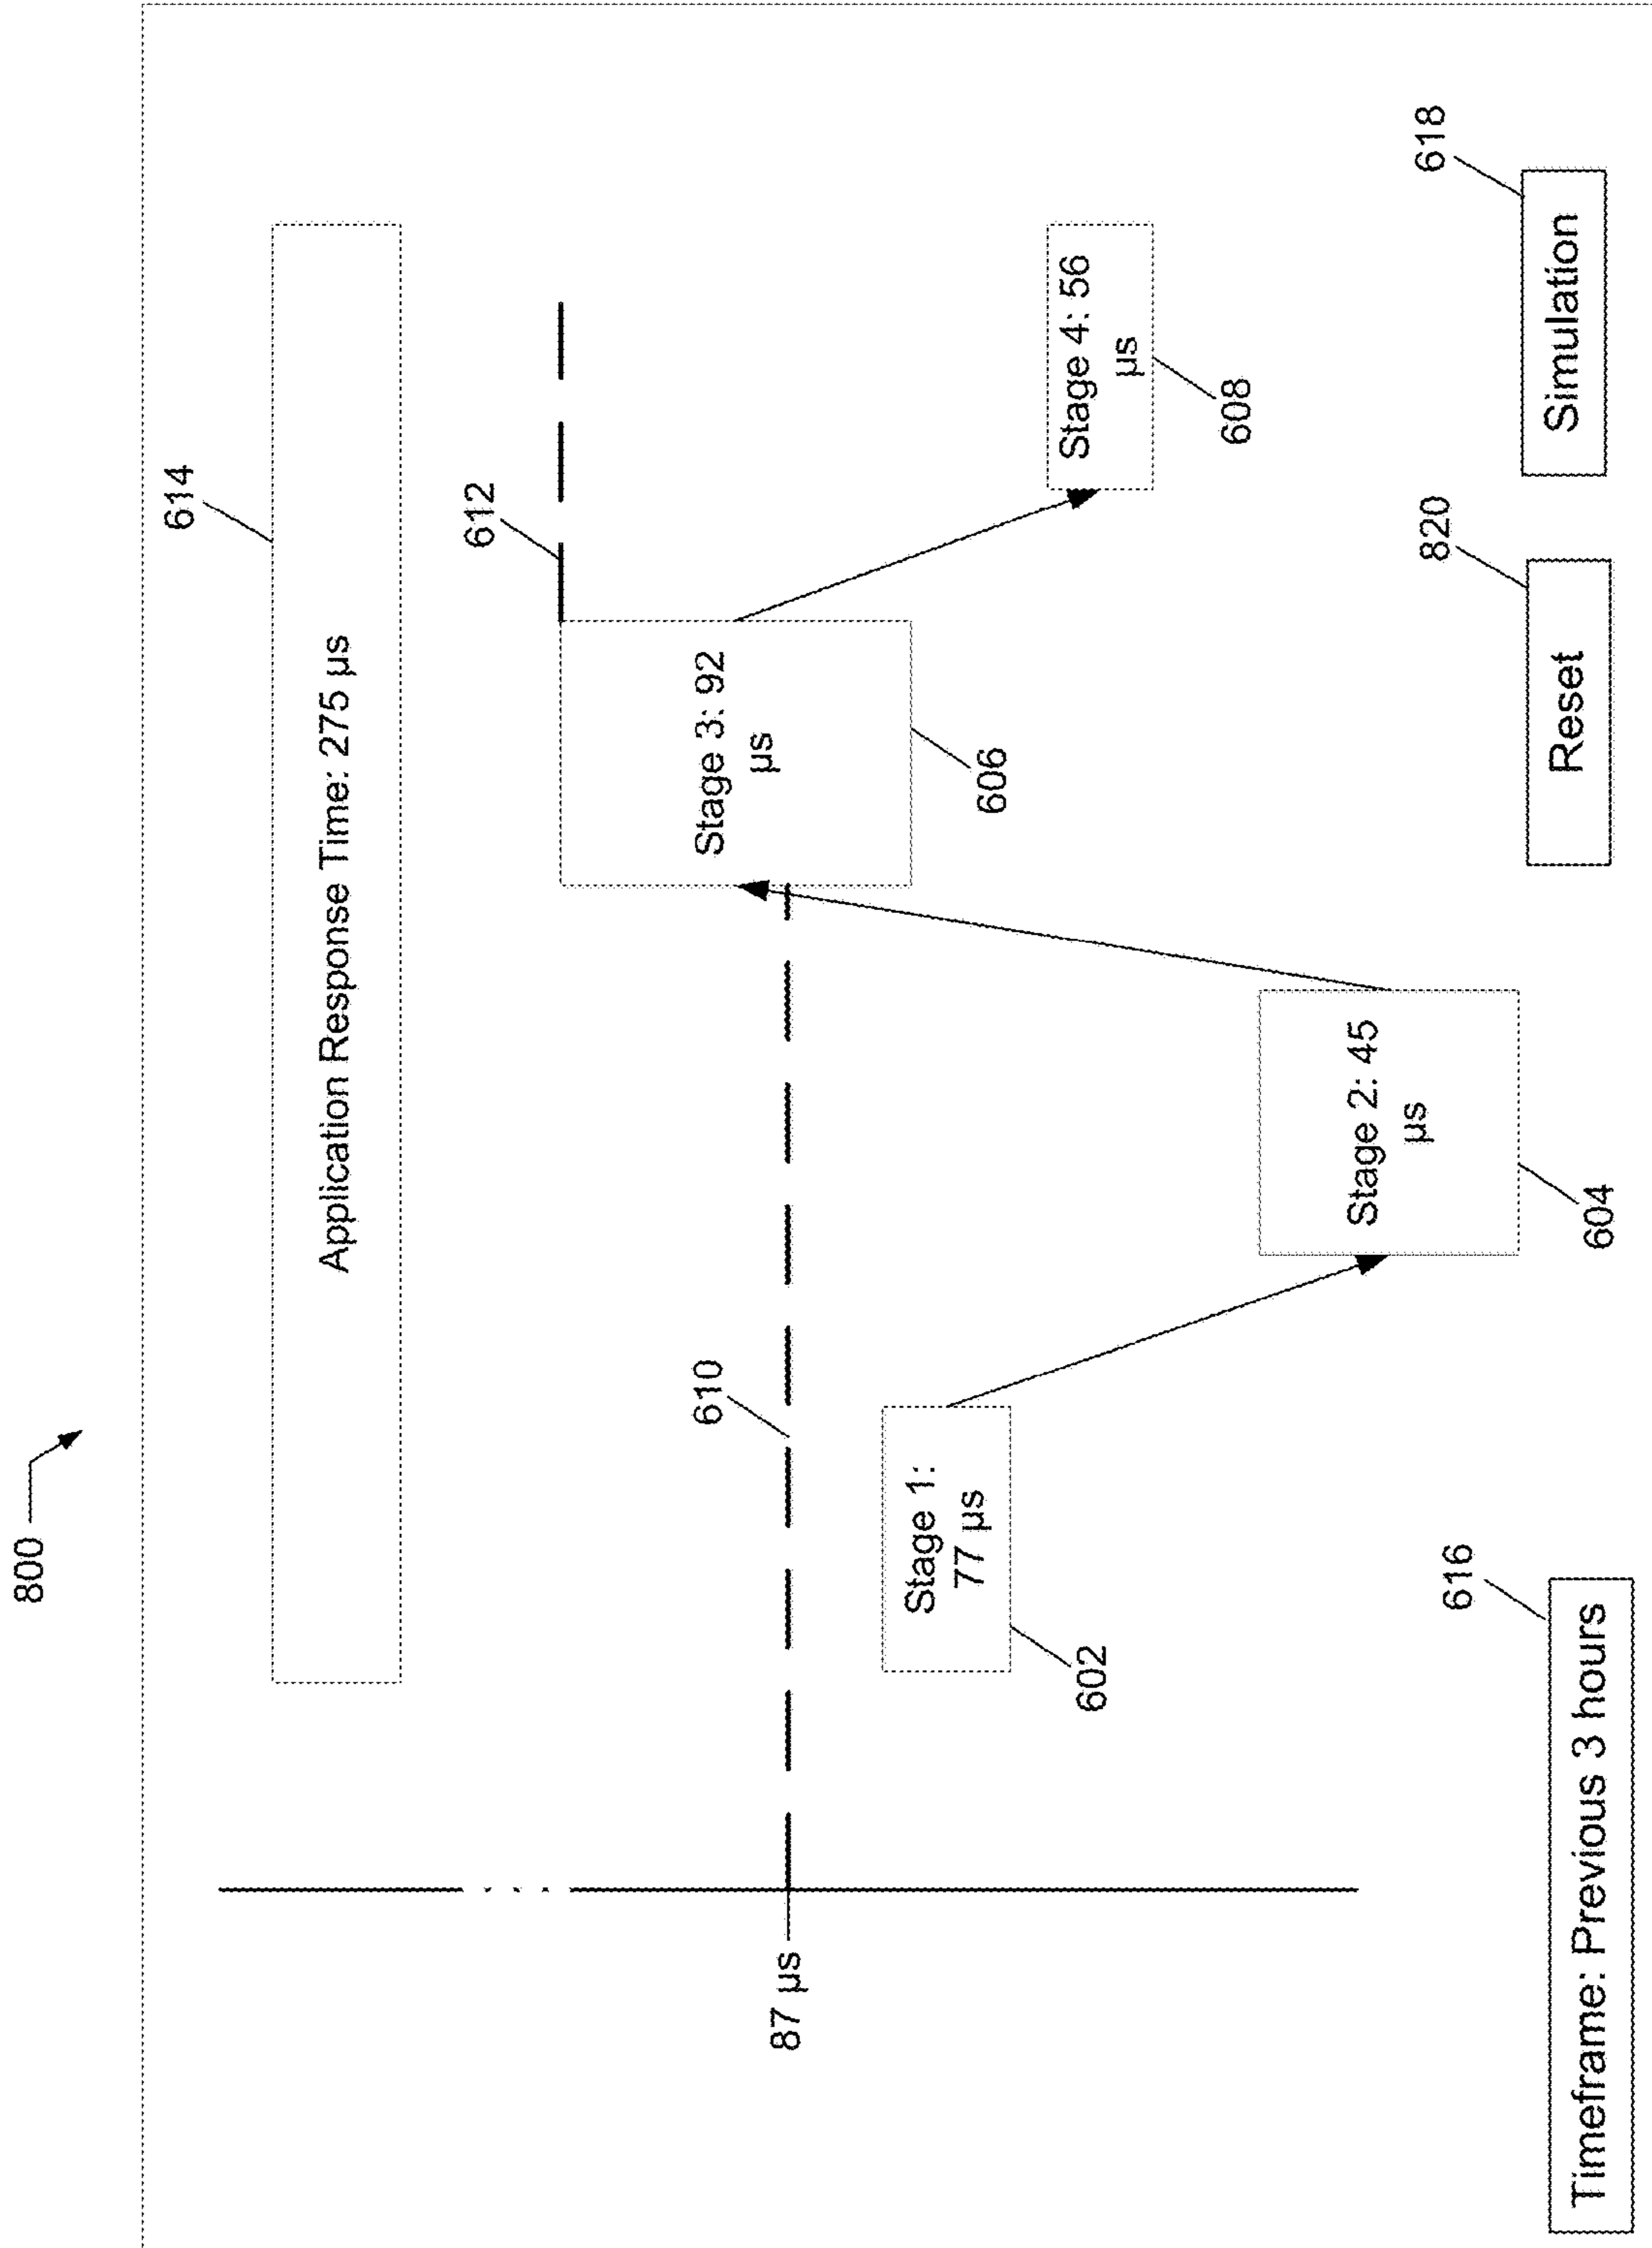 800
614
Application Response Time: 275 µs
612
610
87 µs
Stage 1:
77 µs
602
Stage 2: 45
µs
604
Stage 3: 92
µs
606
Stage 4: 56
µs
608
616
Timeframe: Previous 3 hours
820
Reset
618
Simulation